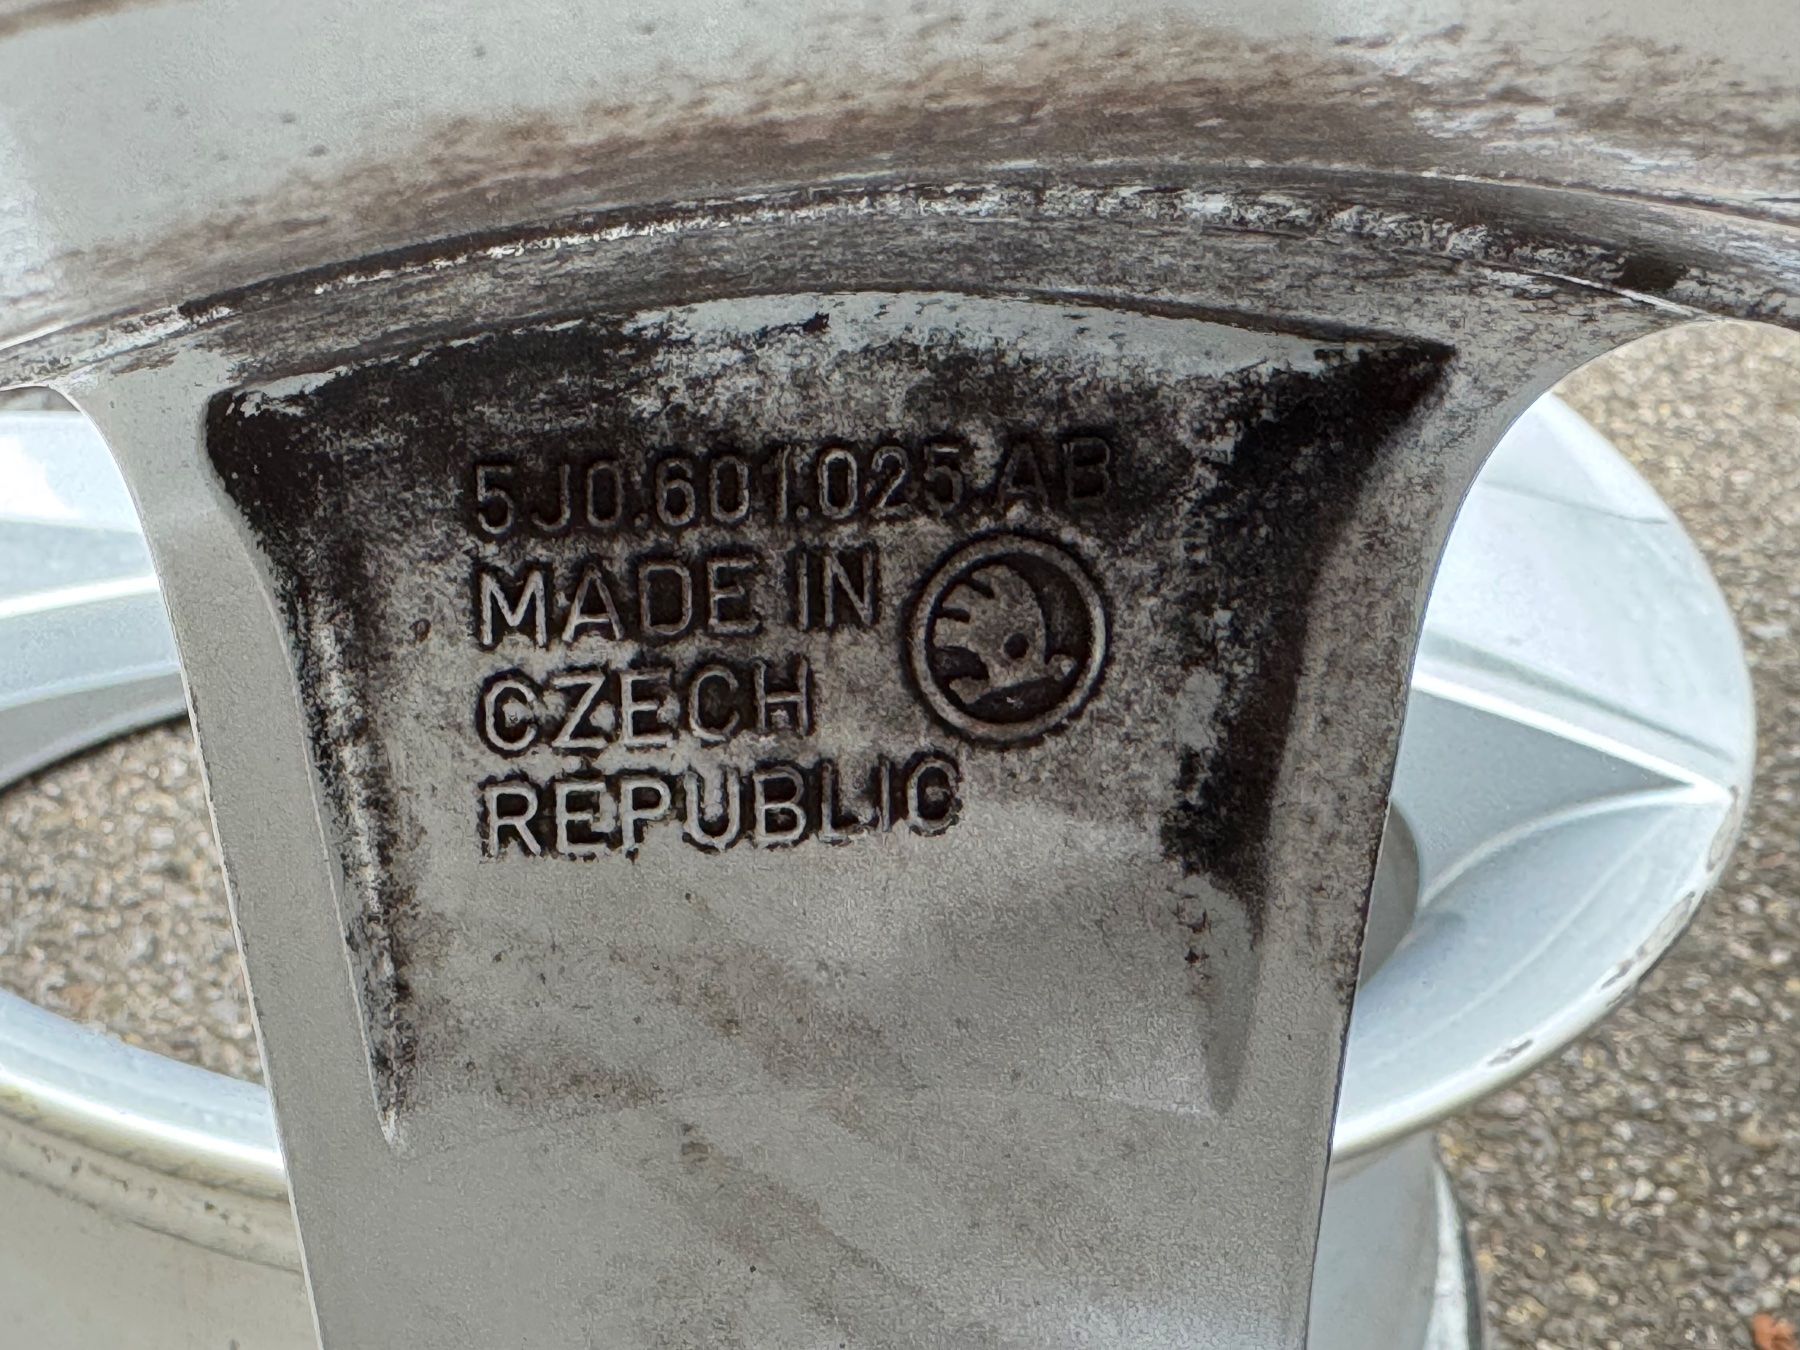 5J0.601.025.AB
MADE IN
CZECH
REPUBLIC